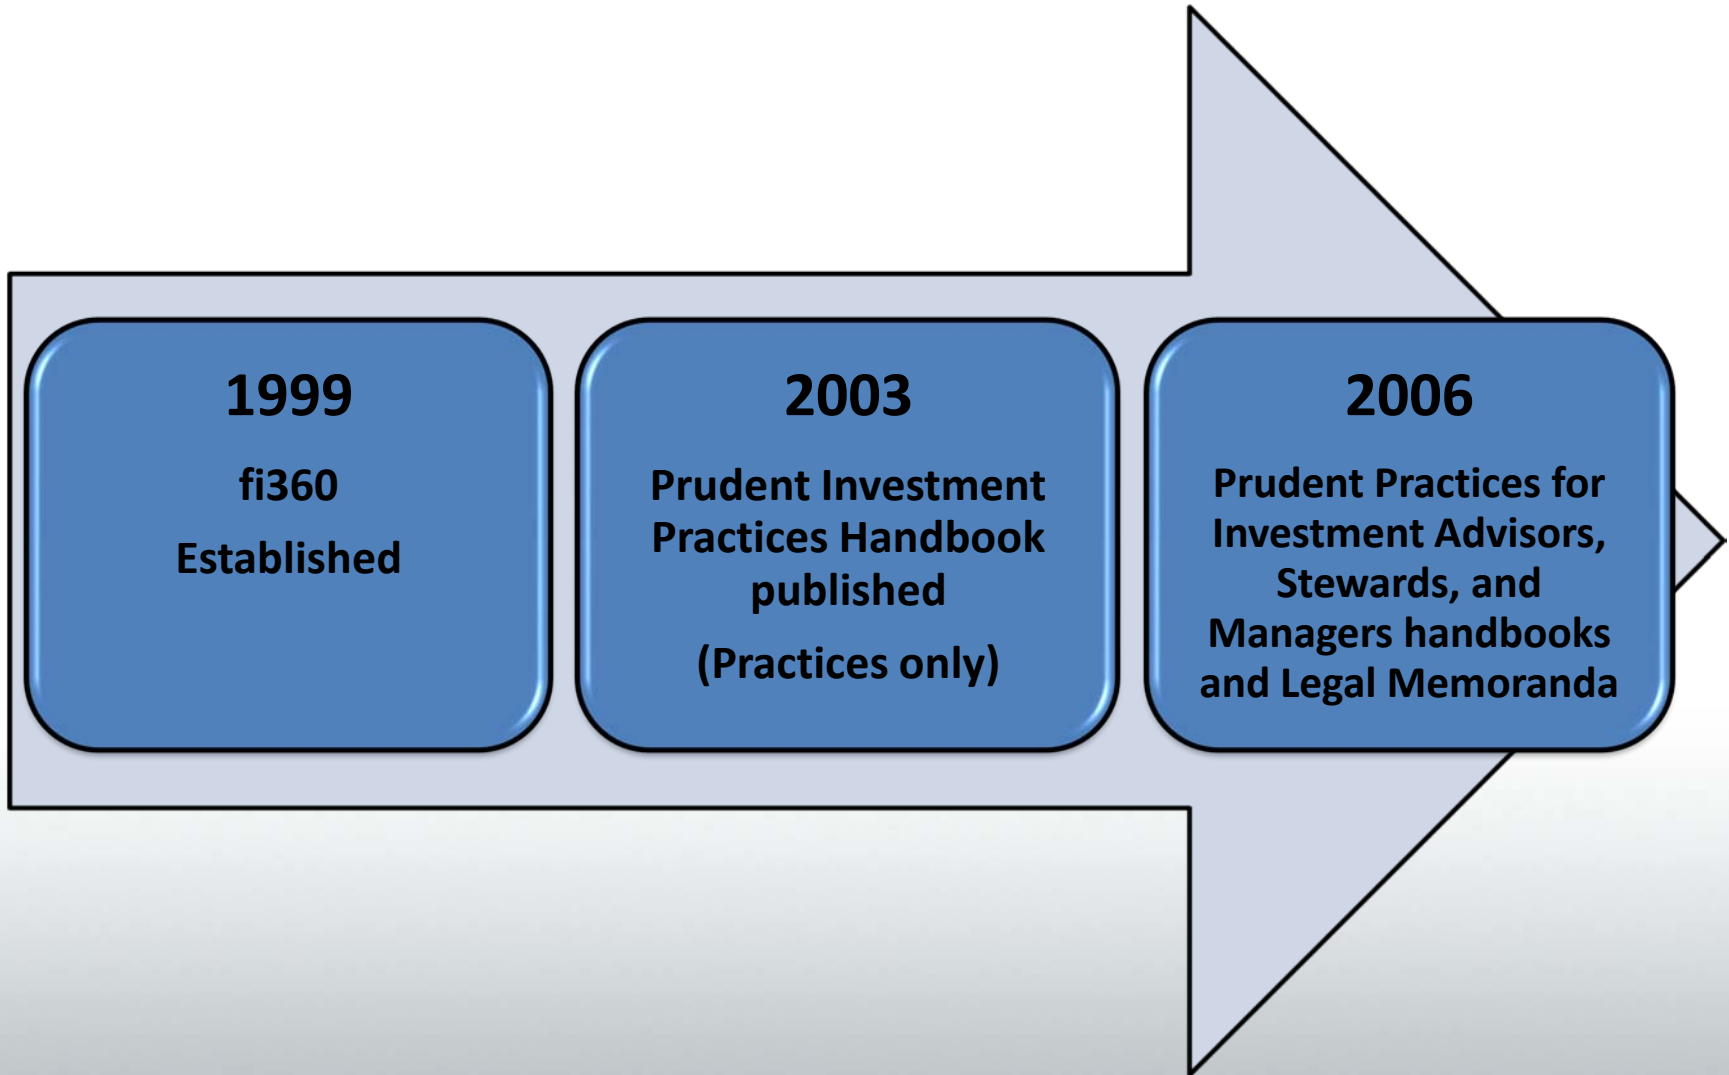 1999
fi360
Established
2003
Prudent Investment
Practices Handbook
published
(Practices only)
2006
Prudent Practices for
Investment Advisors,
Stewards, and
Managers handbooks
and Legal Memoranda